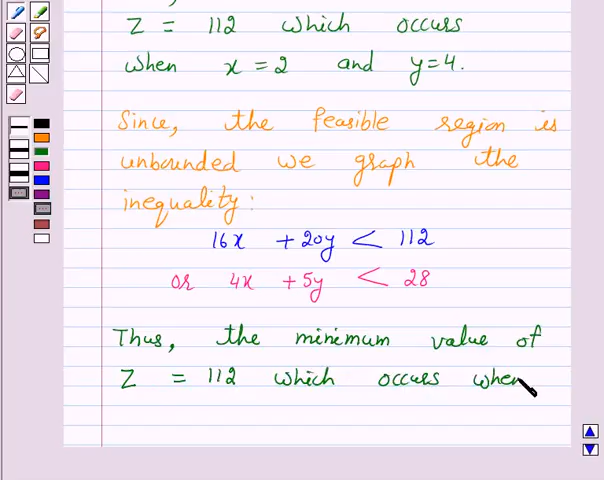 Z = 112 which occurs
when x = 2 and y=4.
Since, the feasible region is
unbounded we graph the
inequality:
16x + 20y < 112
or 4x + 5y < 28
Thus, the minimum value of
Z = 112 which occurs when